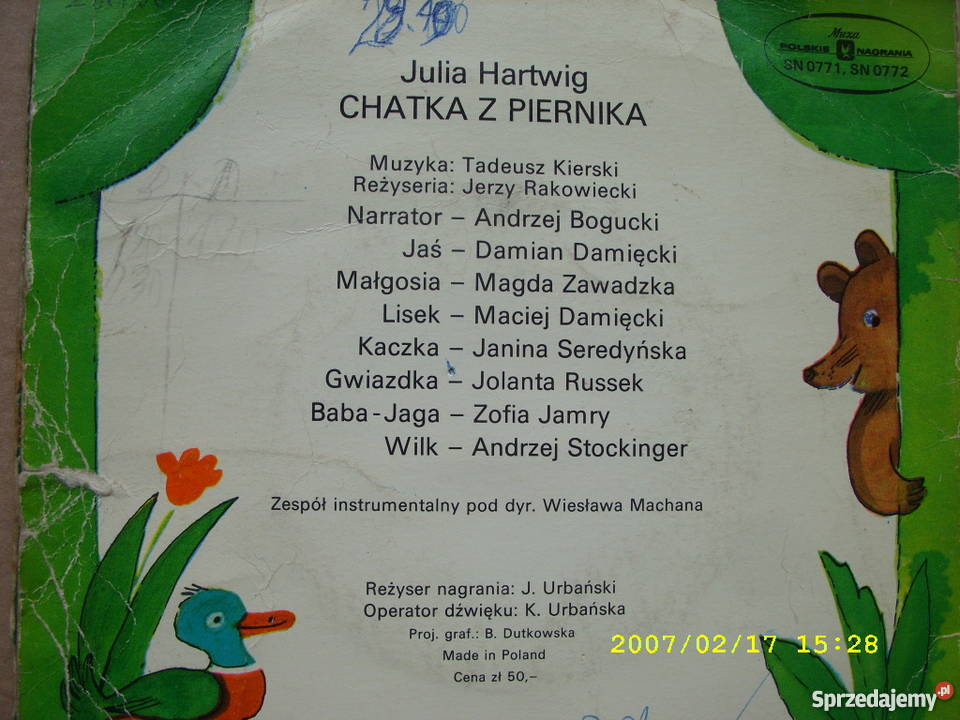 Muza
POLSKIE NAGRANIA
SN 0771, SN 0772
Julia Hartwig
CHATKA Z PIERNIKA
Muzyka: Tadeusz Kierski
Reżyseria: Jerzy Rakowiecki
Narrator – Andrzej Bogucki
Jaś – Damian Damięcki
Małgosia – Magda Zawadzka
Lisek – Maciej Damięcki
Kaczka – Janina Seredyńska
Gwiazdka – Jolanta Russek
Baba-Jaga – Zofia Jamry
Wilk – Andrzej Stockinger
Zespół instrumentalny pod dyr. Wiesława Machana
Reżyser nagrania: J. Urbański
Operator dźwięku: K. Urbańska
Proj. graf.: B. Dutkowska
Made in Poland
Cena zł 50,–
2007/02/17 15:28
Sprzedajemy.pl